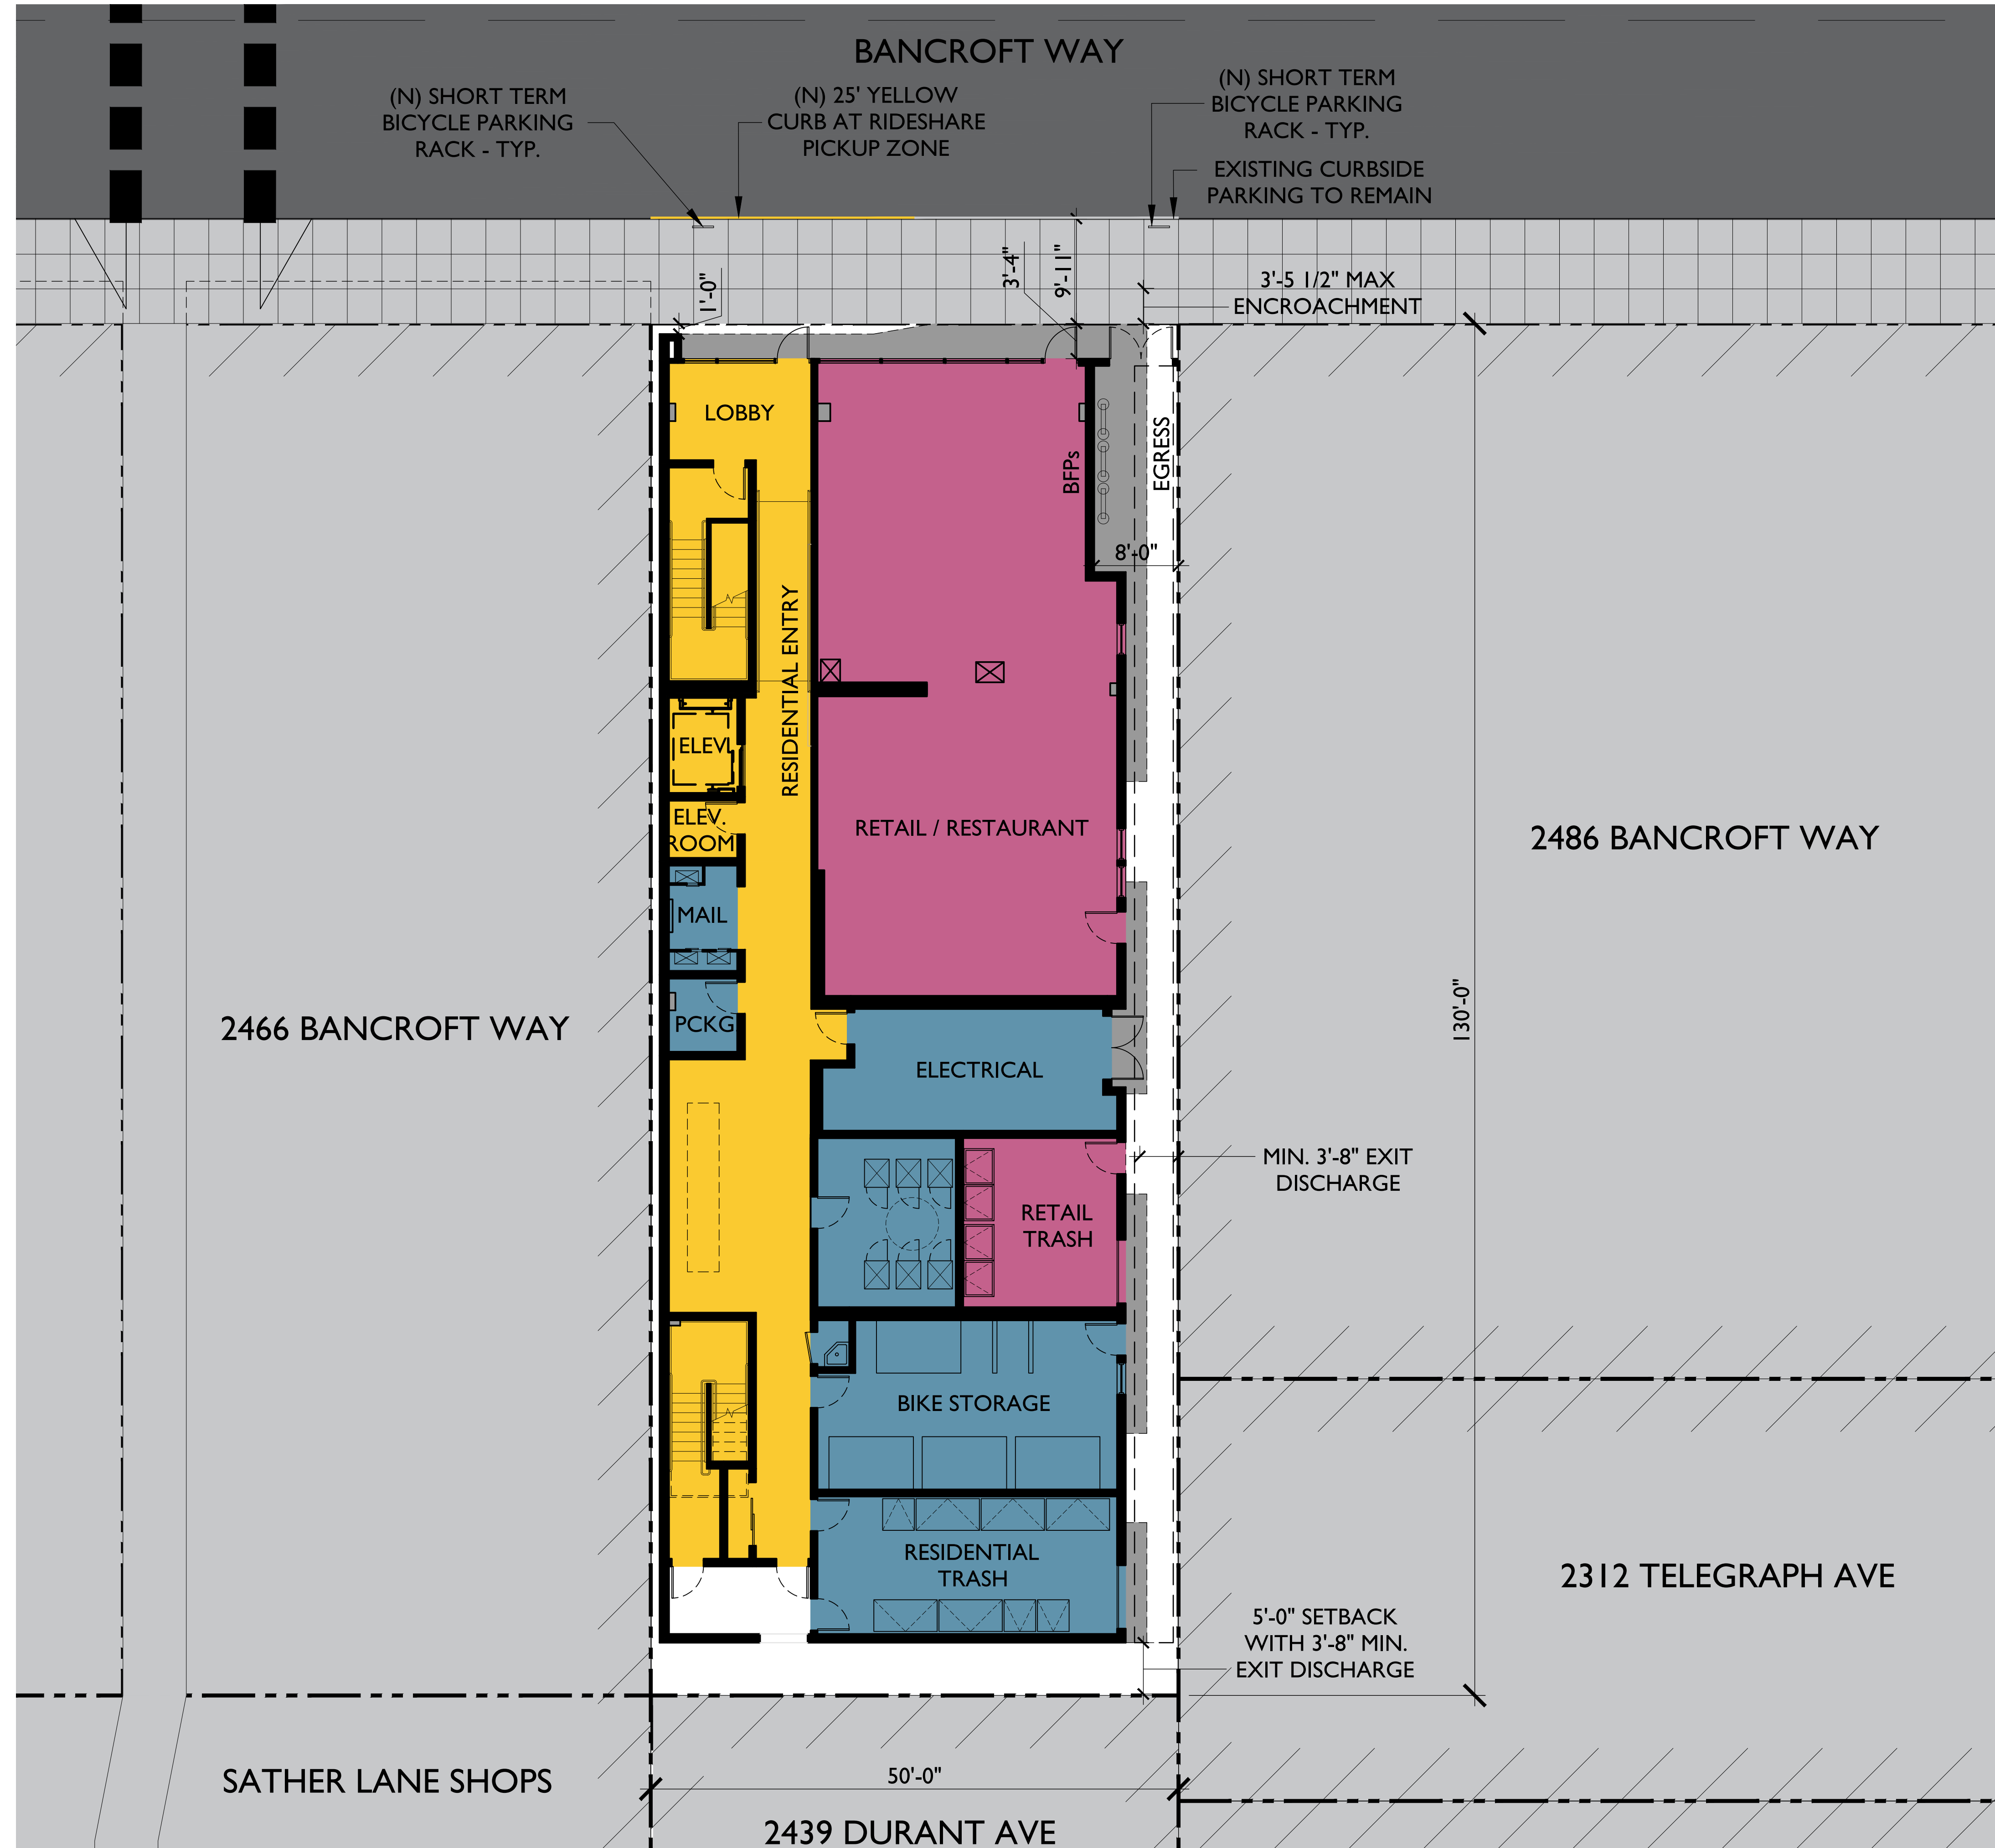 BANCROFT WAY
(N) SHORT TERM
BICYCLE PARKING
RACK - TYP.
(N) 25' YELLOW
CURB AT RIDESHARE
PICKUP ZONE
(N) SHORT TERM
BICYCLE PARKING
RACK - TYP.
EXISTING CURBSIDE
PARKING TO REMAIN
1'-0"
3'-4"
9'-11"
3'-5 1/2" MAX
ENCROACHMENT
LOBBY
BFPs
EGRESS
8'-0"
RESIDENTIAL ENTRY
ELEV.
ELEV.
ROOM
RETAIL / RESTAURANT
2486 BANCROFT WAY
MAIL
PCKG
2466 BANCROFT WAY
130'-0"
ELECTRICAL
MIN. 3'-8" EXIT
DISCHARGE
RETAIL
TRASH
BIKE STORAGE
RESIDENTIAL
TRASH
2312 TELEGRAPH AVE
5'-0" SETBACK
WITH 3'-8" MIN.
EXIT DISCHARGE
SATHER LANE SHOPS
50'-0"
2439 DURANT AVE